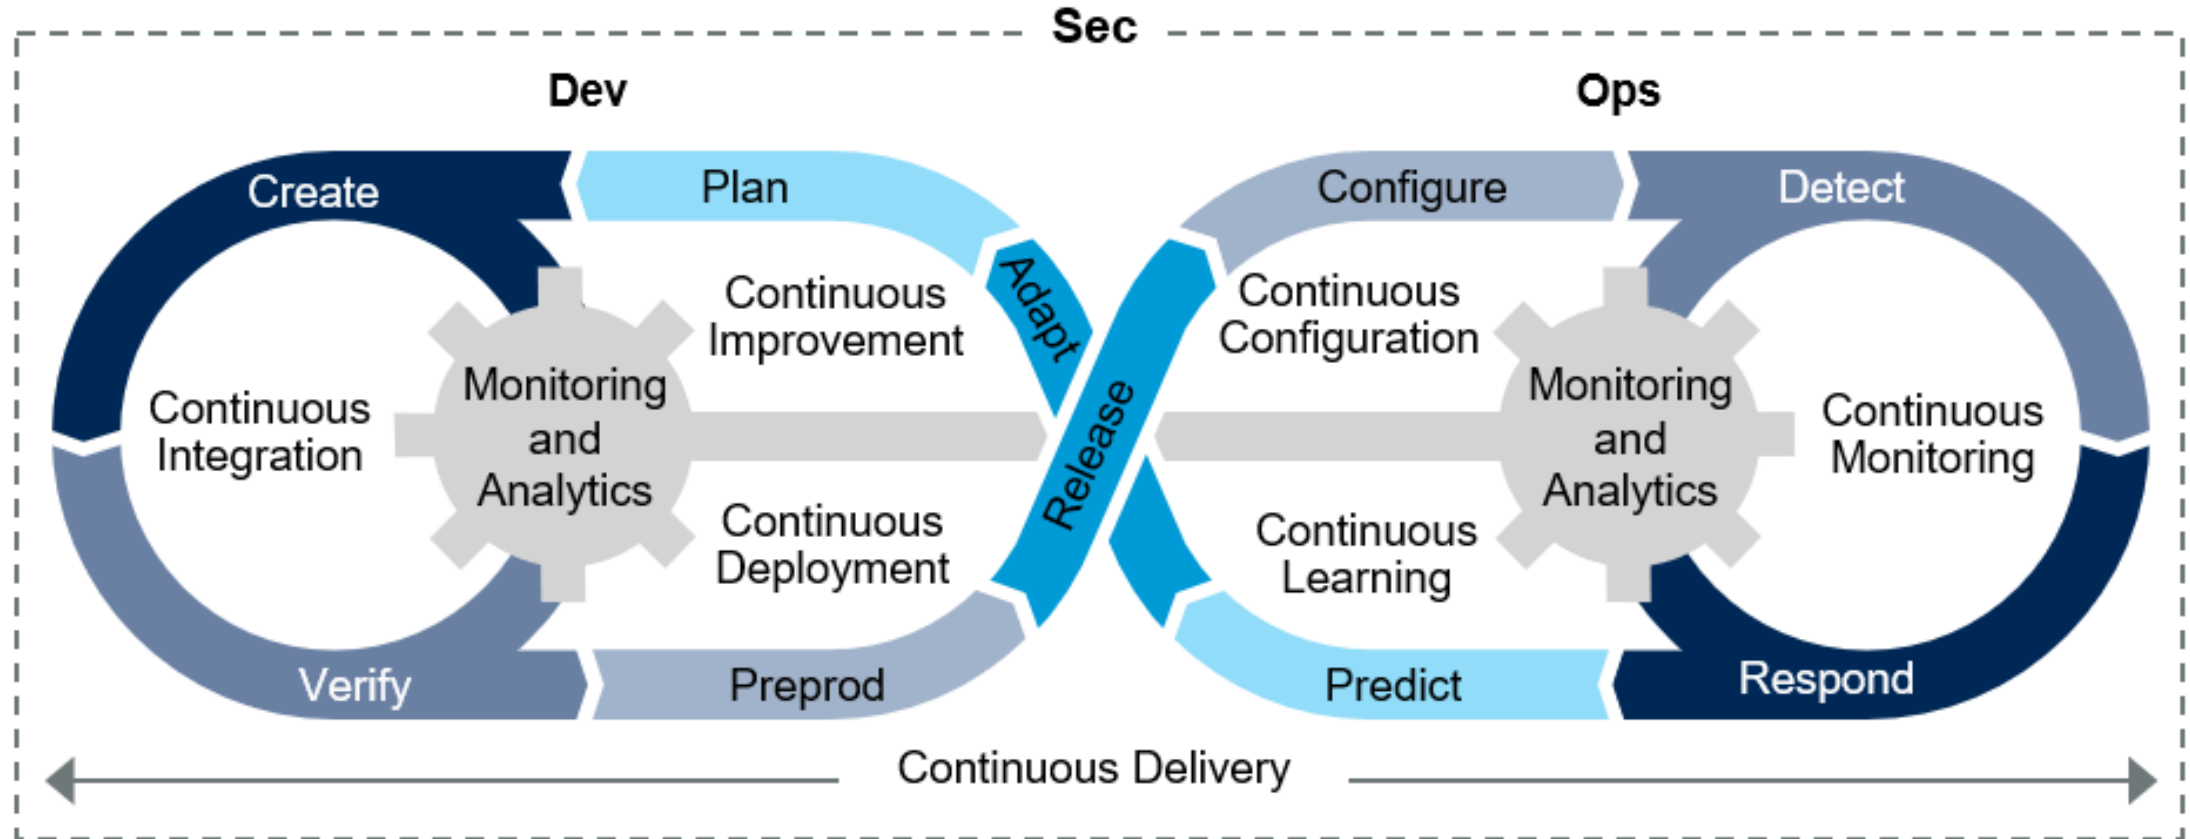 Sec
Dev
Ops
Create
Plan
Configure
Detect
Adapt
Continuous
Improvement
Continuous
Configuration
Monitoring
and
Analytics
Monitoring
and
Analytics
Continuous
Integration
Release
Continuous
Monitoring
Continuous
Deployment
Continuous
Learning
Verify
Preprod
Predict
Respond
Continuous Delivery